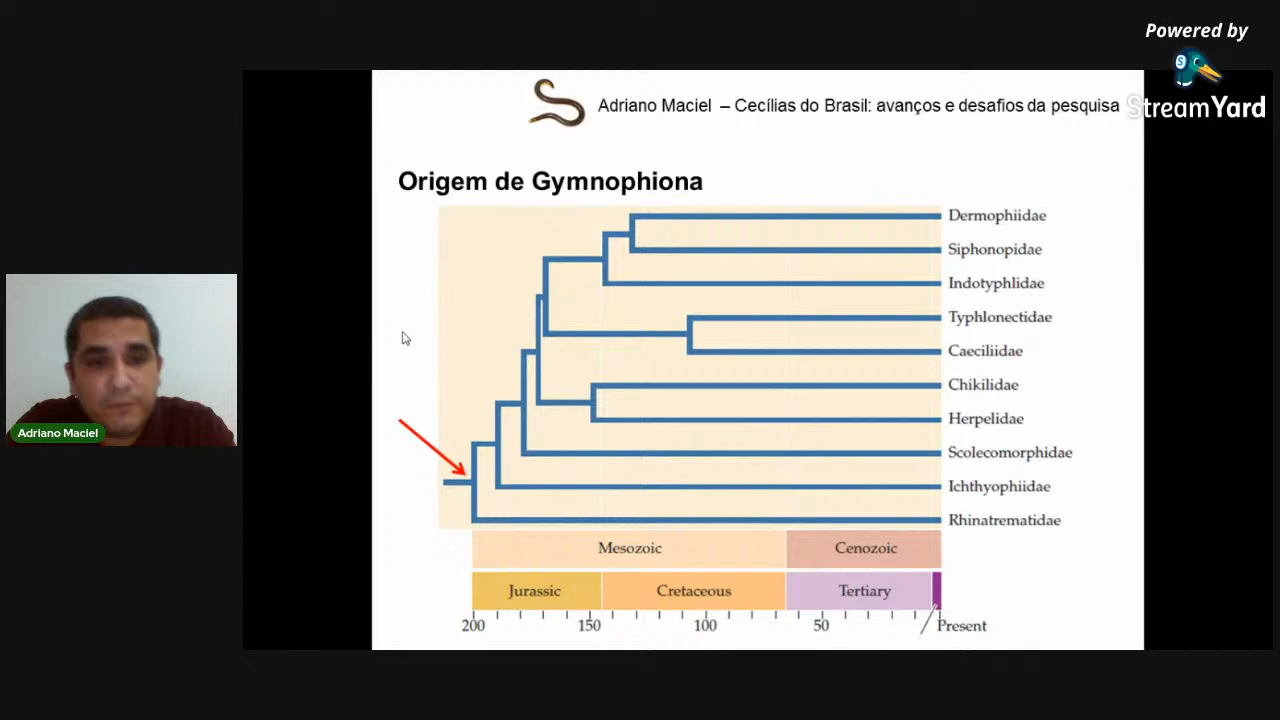 Powered by
StreamYard
Adriano Maciel – Cecílias do Brasil: avanços e desafios da pesquisa
Origem de Gymnophiona
Dermophiidae
Siphonopidae
Indotyphlidae
Typhlonectidae
Caeciliidae
Chikilidae
Herpelidae
Scolecomorphidae
Ichthyophiidae
Rhinatrematidae
Mesozoic Cenozoic
Jurassic Cretaceous Tertiary
200 150 100 50 Present
Adriano Maciel